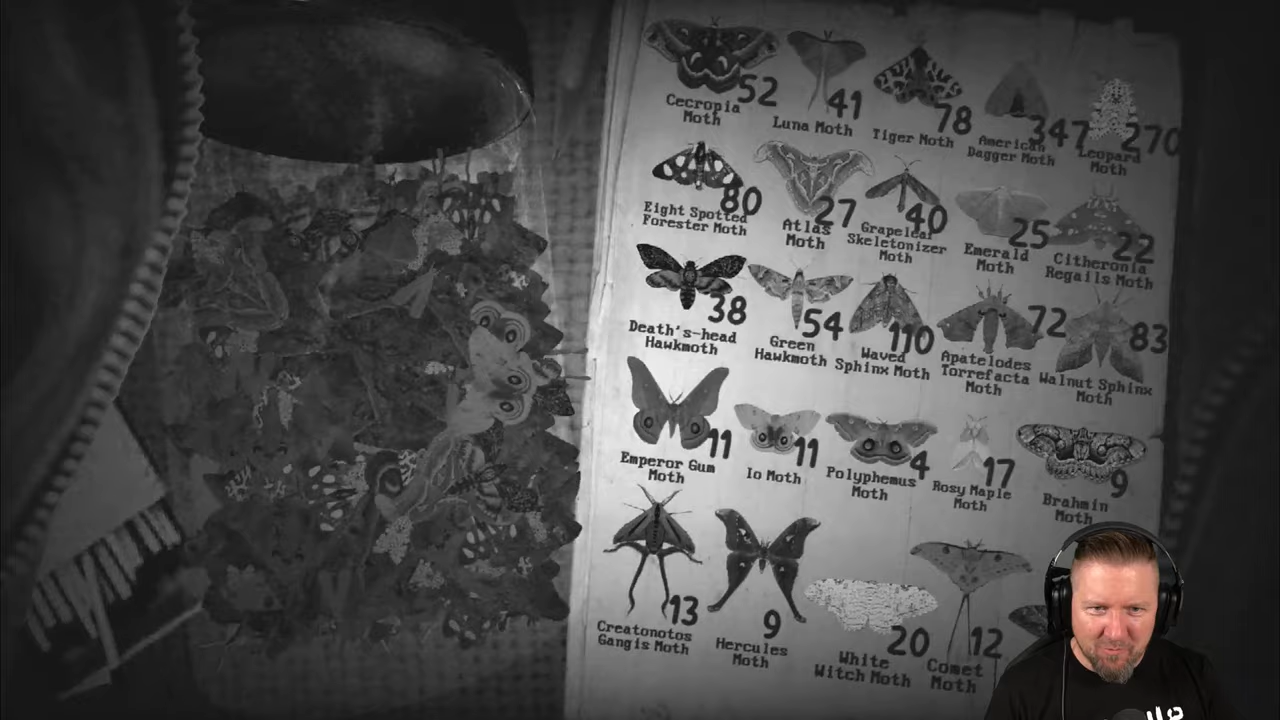 52
Cecropia
Moth
41
Luna Moth
78
Tiger Moth
347
American
Dagger Moth
270
Leopard
Moth
80
Eight Spotted
Forester Moth
27
Atlas
Moth
40
Grapeleaf
Skeletonizer
Moth
25
Emerald
Moth
22
Citheronia
Regails Moth
38
Death's-head
Hawkmoth
54
Green
Hawkmoth
110
Waved
Sphinx Moth
72
Apatelodes
Torrefacta
Moth
83
Walnut Sphinx
Moth
11
Emperor Gum
Moth
11
Io Moth
4
Polyphemus
Moth
17
Rosy Maple
Moth
9
Brahmin
Moth
13
Creatonotos
Gangis Moth
9
Hercules
Moth
20
White
Witch Moth
12
Comet
Moth